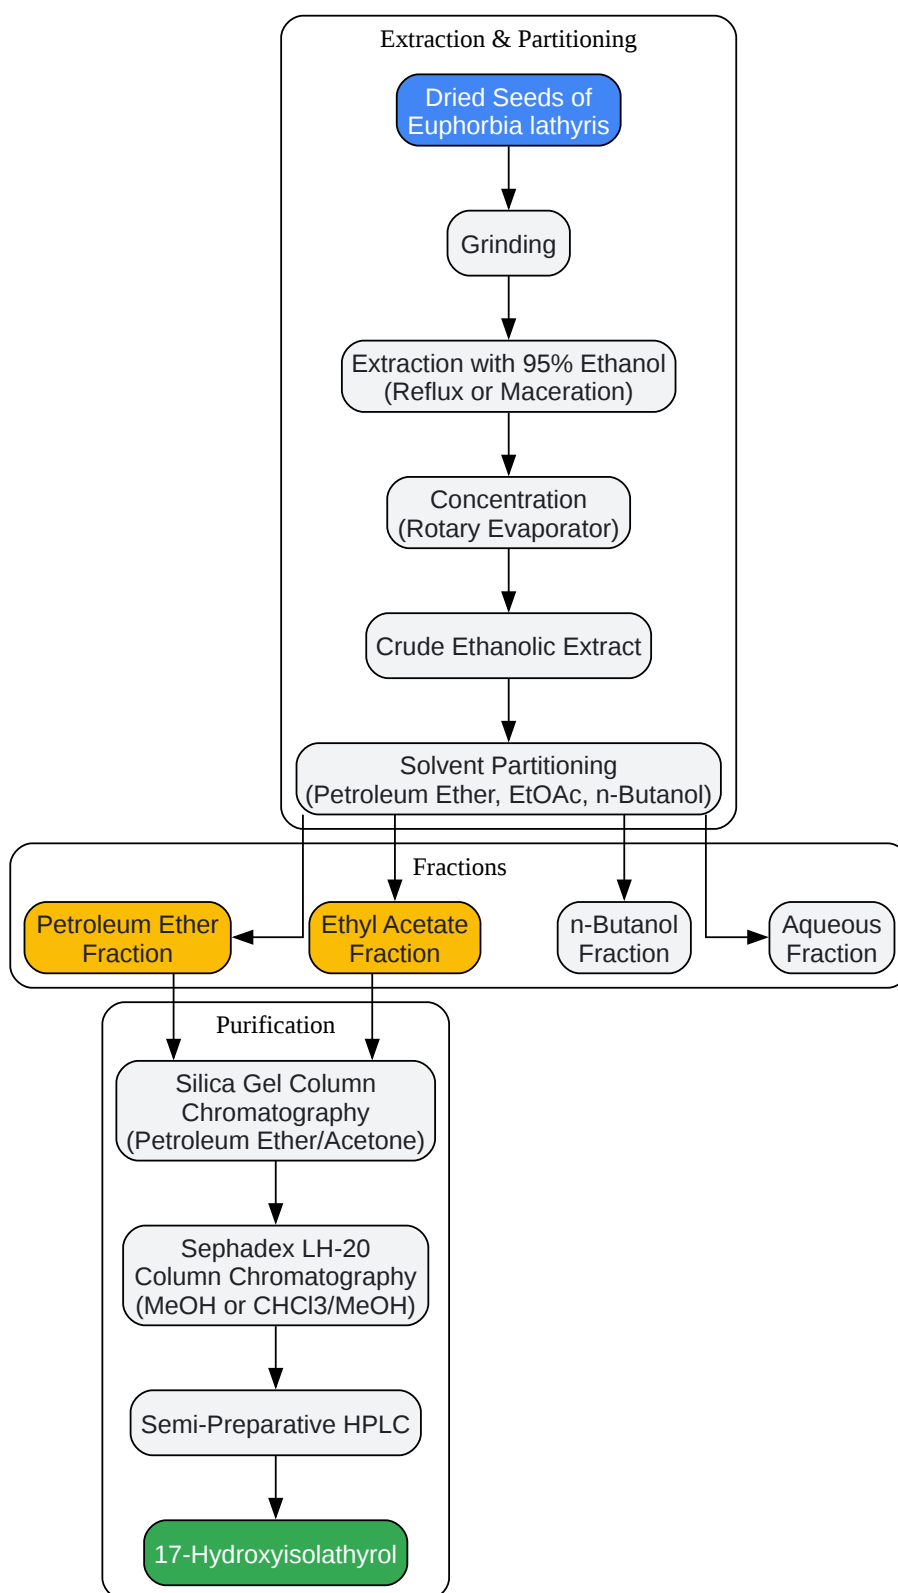 Extraction & Partitioning
Dried Seeds of
Euphorbia lathyris
Grinding
Extraction with 95% Ethanol
(Reflux or Maceration)
Concentration
(Rotary Evaporator)
Crude Ethanolic Extract
Solvent Partitioning
(Petroleum Ether, EtOAc, n-Butanol)
Fractions
Petroleum Ether
Fraction
Ethyl Acetate
Fraction
n-Butanol
Fraction
Aqueous
Fraction
Purification
Silica Gel Column
Chromatography
(Petroleum Ether/Acetone)
Sephadex LH-20
Column Chromatography
(MeOH or CHCl3/MeOH)
Semi-Preparative HPLC
17-Hydroxyisolathyrol